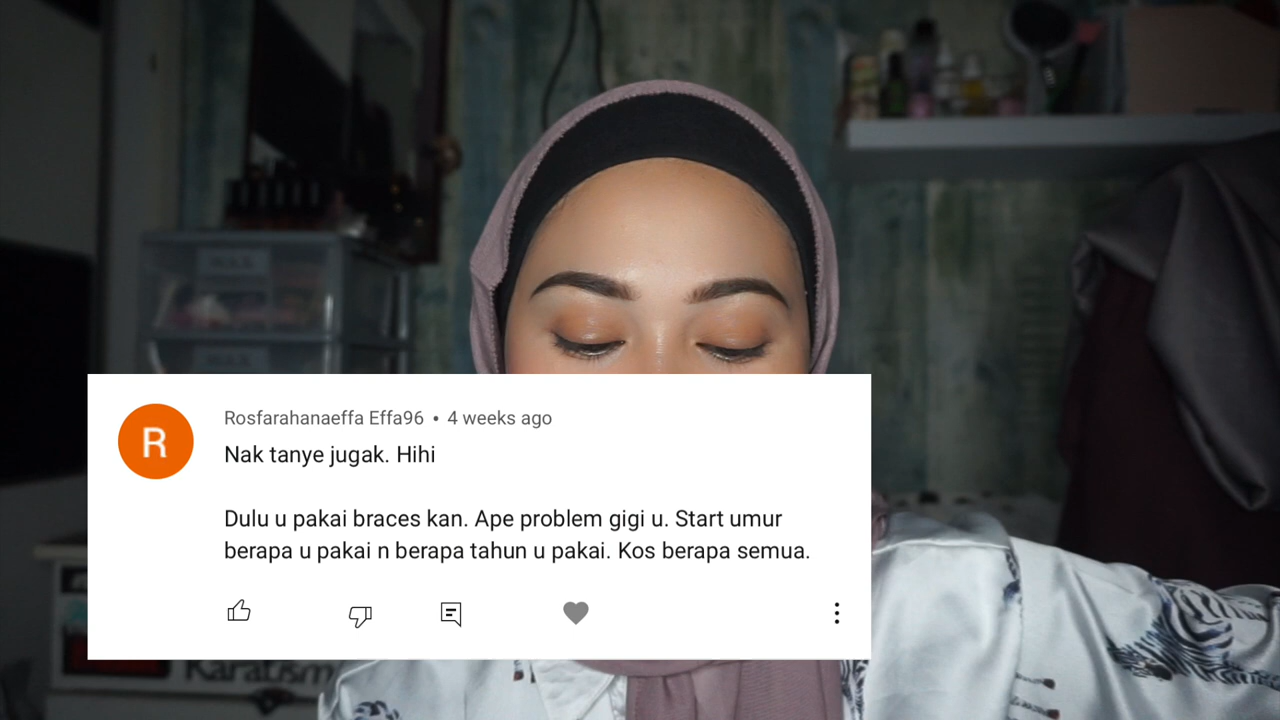 R
Rosfarahanaeffa Effa96 • 4 weeks ago
Nak tanye jugak. Hihi
Dulu u pakai braces kan. Ape problem gigi u. Start umur
berapa u pakai n berapa tahun u pakai. Kos berapa semua.
Karatism